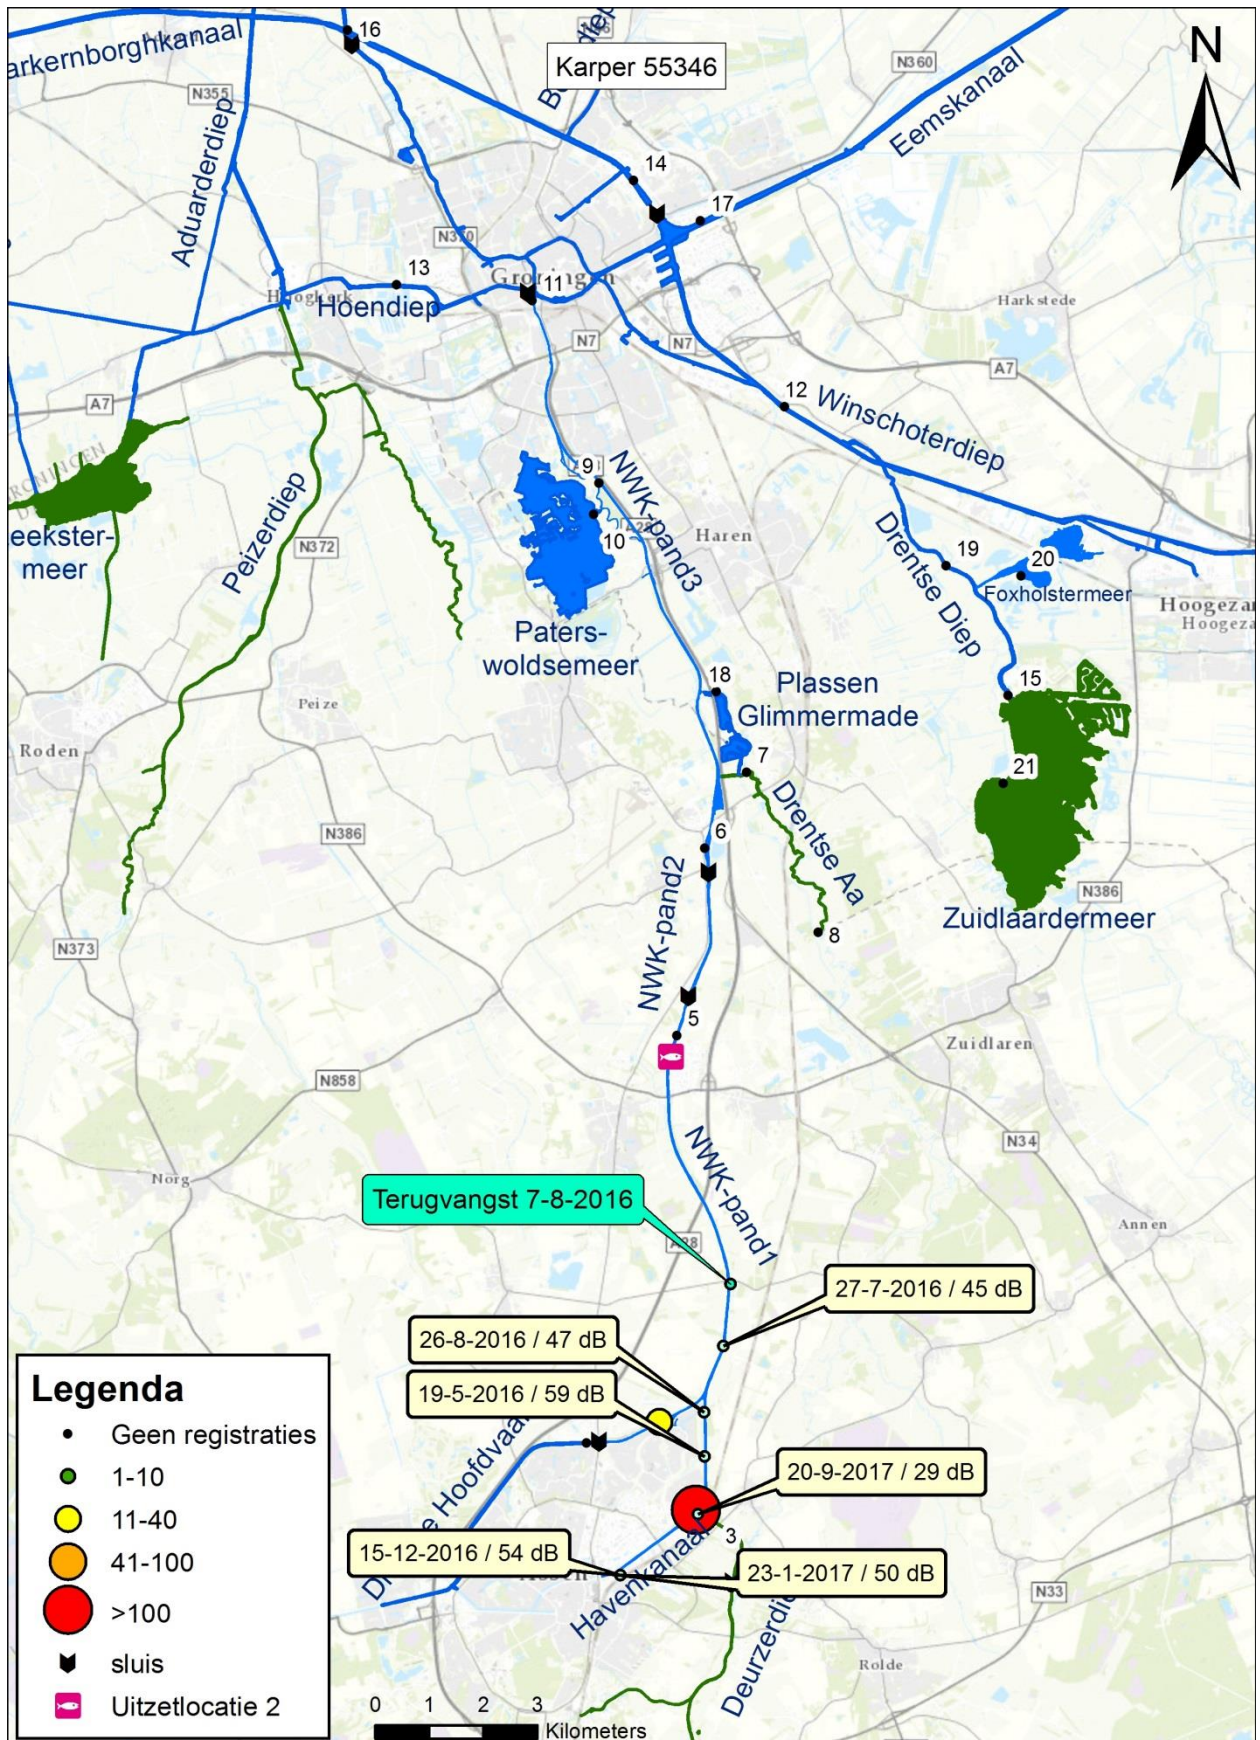 16
Karper 55346
N
arkernborghkanaal
N360
N355
Eemskanaal
Aduarderdiep
14
17
N370
13
Groningen
11
Hoendiep
Harkstede
N7
N7
A7
12
A7
Winschoterdiep
9
NWK-pand3
A28
10
Haren
eekster-
meer
Peizerdiep
N372
Drentse Diep
19
20
Foxholstermeer
Hoogezan
Hoogeza
Paters-
woldsemeer
18
Plassen
Glimmermade
15
Peize
Roden
7
21
Drentse Aa
N386
6
NWK-pand2
N386
8
Zuidlaardermeer
N373
5
Zuidlaren
N858
N34
NWK-pand1
Norg
Terugvangst 7-8-2016
Annen
A28
27-7-2016 / 45 dB
26-8-2016 / 47 dB
19-5-2016 / 59 dB
20-9-2017 / 29 dB
3
15-12-2016 / 54 dB
23-1-2017 / 50 dB
Havenkanaal
N33
Rolde
Legenda
Geen registraties
1-10
11-40
41-100
>100
sluis
Uitzetlocatie 2
0 1 2 3
Kilometers